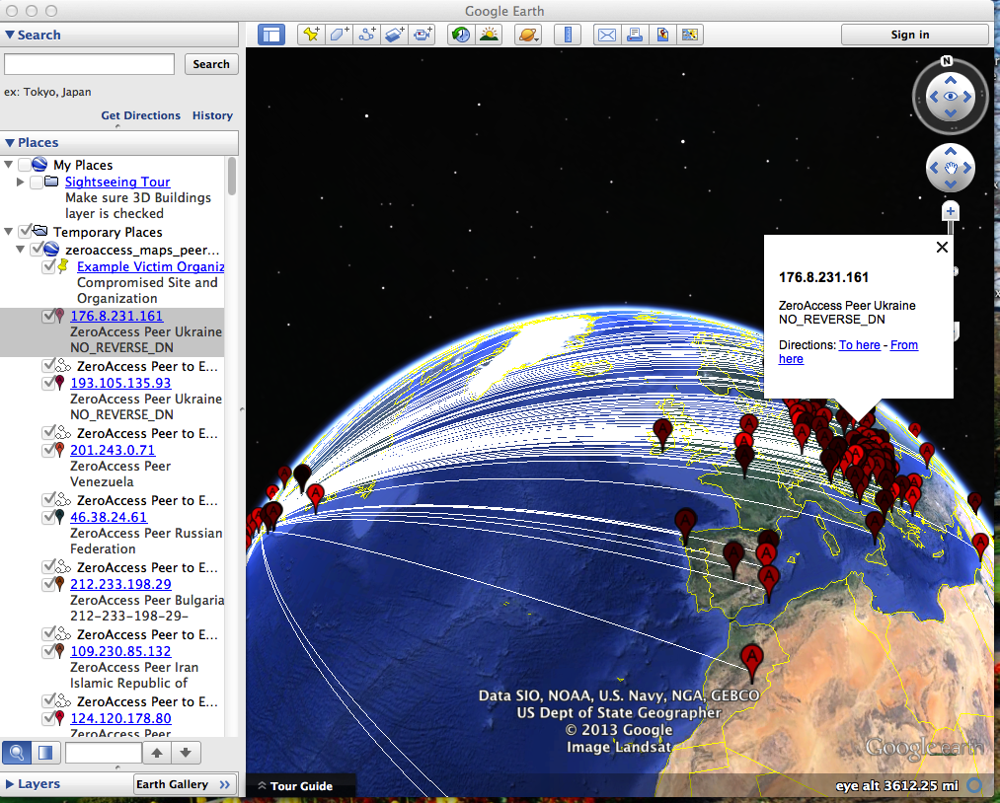 Google Earth
Search
Sign in
Search
ex: Tokyo, Japan
Get Directions History
Places
My Places
Sightseeing Tour
Make sure 3D Buildings
layer is checked
Temporary Places
zeroaccess_maps_peer...
Example Victim Organiz
Compromised Site and
Organization
176.8.231.161
ZeroAccess Peer Ukraine
NO_REVERSE_DN
ZeroAccess Peer to E...
193.105.135.93
ZeroAccess Peer Ukraine
NO_REVERSE_DN
ZeroAccess Peer to E...
201.243.0.71
ZeroAccess Peer
Venezuela
ZeroAccess Peer to E...
46.38.24.61
ZeroAccess Peer Russian
Federation
ZeroAccess Peer to E...
212.233.198.29
ZeroAccess Peer Bulgaria
212-233-198-29-
ZeroAccess Peer to E...
109.230.85.132
ZeroAccess Peer Iran
Islamic Republic of
ZeroAccess Peer to E...
124.120.178.80
ZeroAccess Peer
Layers
Earth Gallery »
N
176.8.231.161
ZeroAccess Peer Ukraine
NO_REVERSE_DN
Directions: To here - From
here
Data SIO, NOAA, U.S. Navy, NGA, GEBCO
US Dept of State Geographer
© 2013 Google
Image Landsat
Google earth
Tour Guide
eye alt 3612.25 mi